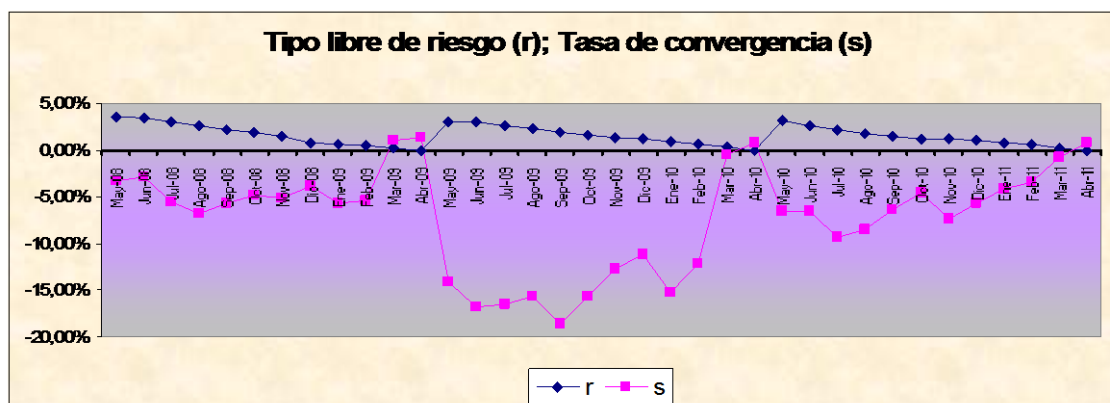 Tipo libre de riesgo (r); Tasa de convergencia (s)
5,00%
0,00%
-5,00%
-10,00%
-15,00%
-20,00%
May-08
Jun-08
Jul-08
Ago-08
Sep-08
Oct-08
Nov-08
Dic-08
Ene-09
Feb-09
Mar-09
Abr-09
May-09
Jun-09
Jul-09
Ago-09
Sep-09
Oct-09
Nov-09
Dic-09
Ene-10
Feb-10
Mar-10
Abr-10
May-10
Jun-10
Jul-10
Ago-10
Sep-10
Oct-10
Nov-10
Dic-10
Ene-11
Feb-11
Mar-11
Abr-11
r s